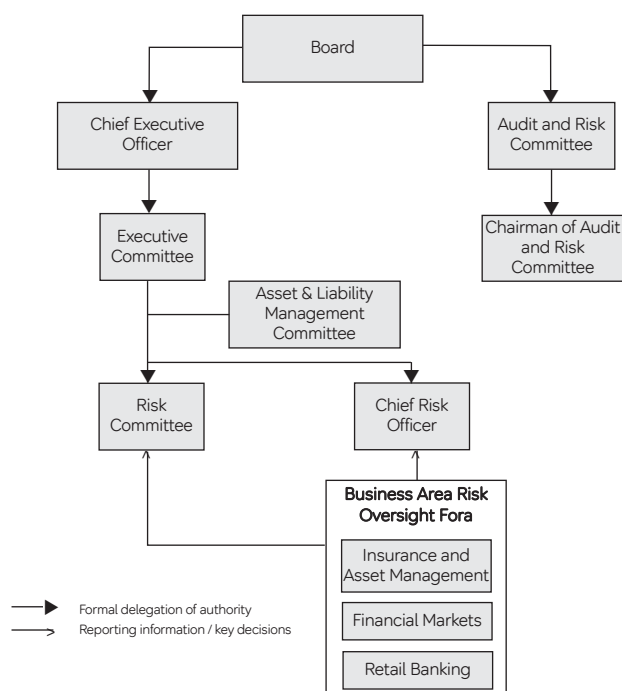 Board
Chief Executive
Officer
Audit and Risk
Committee
Executive
Committee
Chairman of Audit
and Risk
Committee
Asset & Liability
Management
Committee
Risk
Committee
Chief Risk
Officer
Business Area Risk
Oversight Fora
Insurance and
Asset Management
Financial Markets
Retail Banking
Formal delegation of authority
Reporting information / key decisions